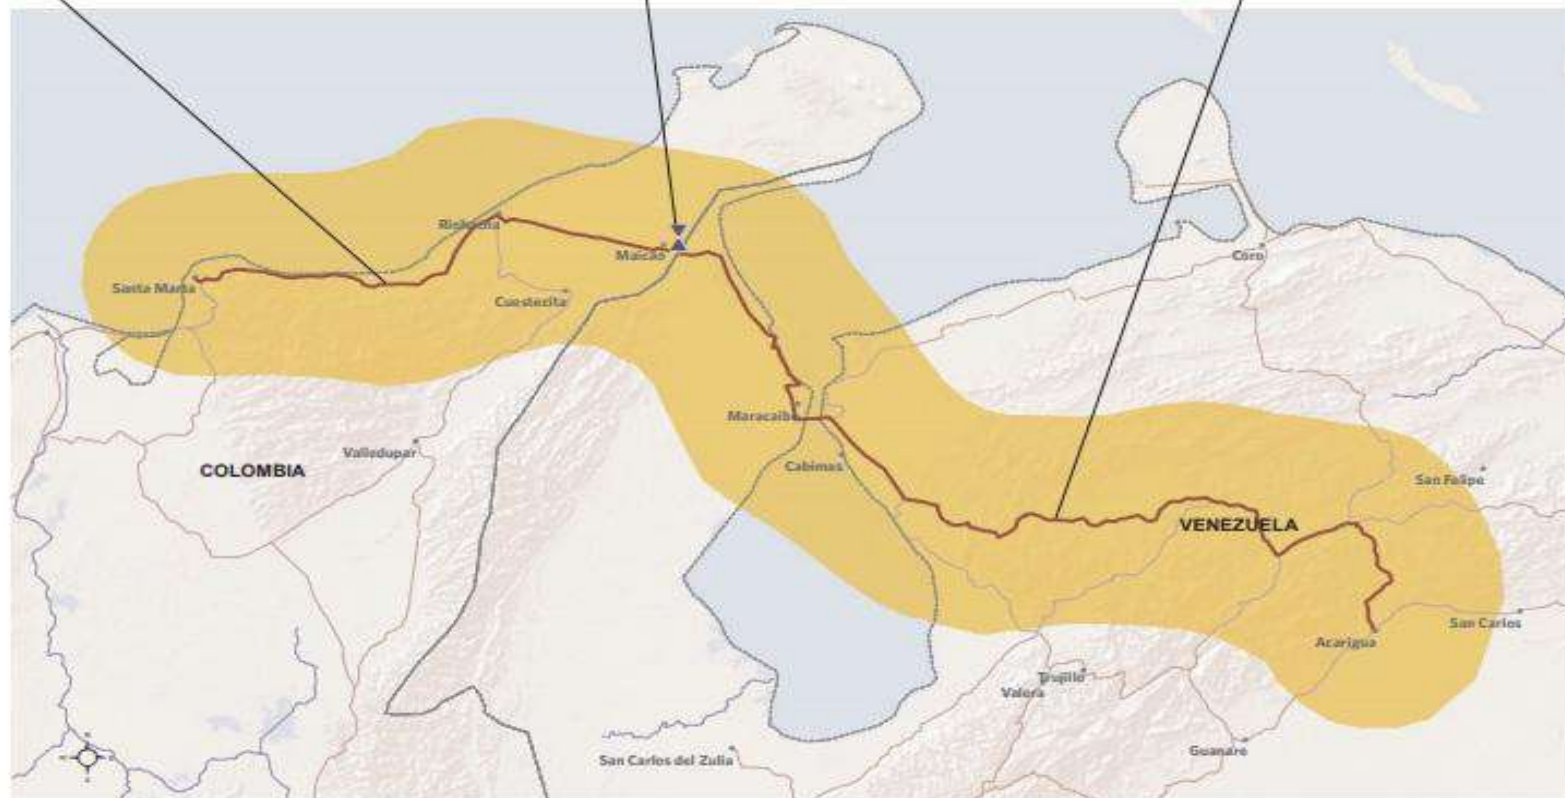 Riohacha
Maicao
Coro
Santa Marta
Cuestecita
Maracaibo
Valledupar
Cabimas
COLOMBIA
San Felipe
VENEZUELA
San Carlos
Acarigua
Trujillo
Valera
Guanare
San Carlos del Zulia